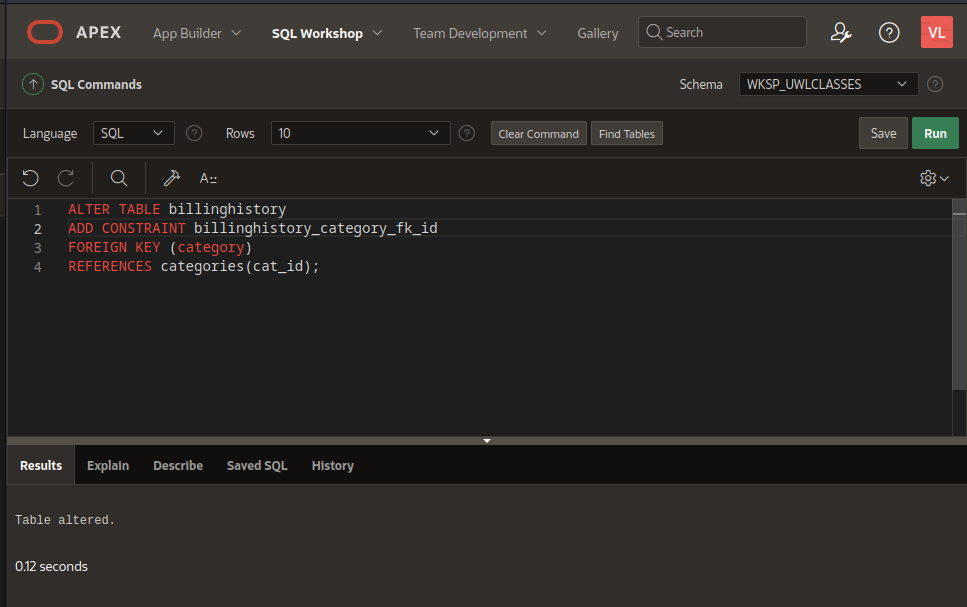 APEX App Builder SQL Workshop Team Development Gallery Search VL
SQL Commands Schema WKSP_UWLCLASSES
Language SQL Rows 10 Clear Command Find Tables Save Run
A::
1 ALTER TABLE billinghistory
2 ADD CONSTRAINT billinghistory_category_fk_id
3 FOREIGN KEY (category)
4 REFERENCES categories(cat_id);
Results Explain Describe Saved SQL History
Table altered.
0.12 seconds